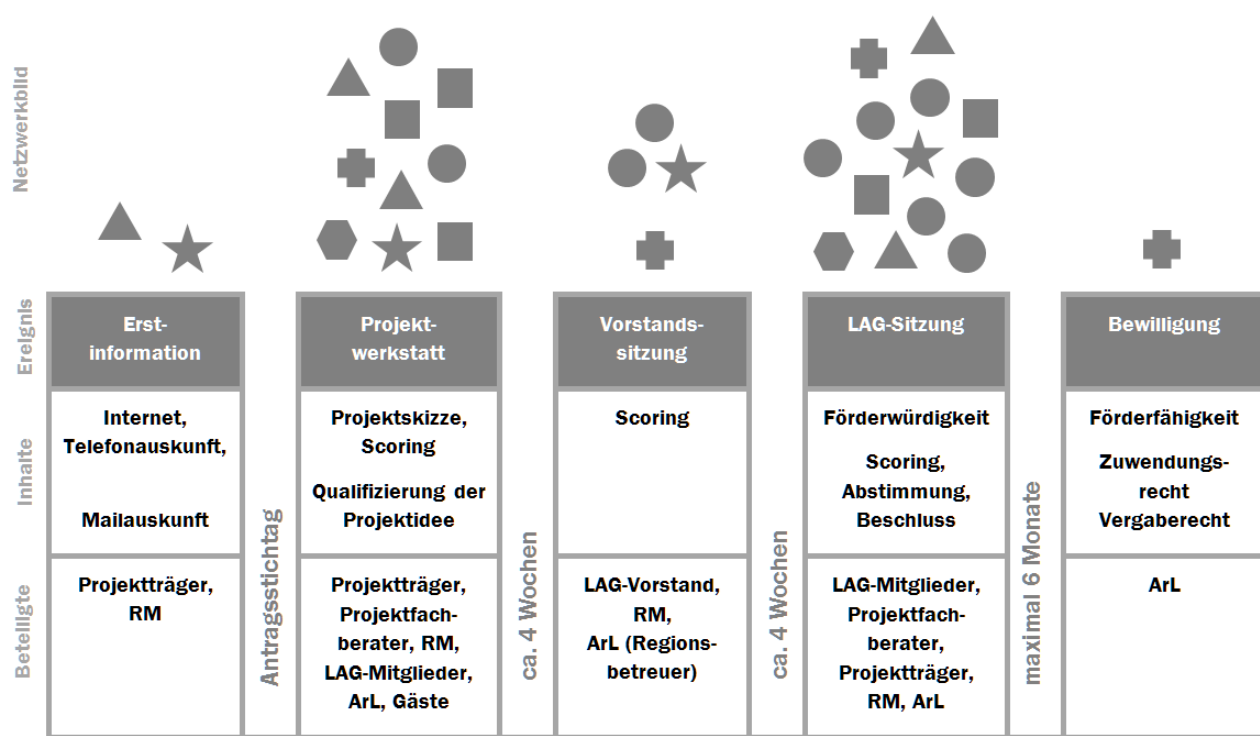 Netzwerkbild
Ereignis
Erst-
information
Projekt-
werkstatt
Vorstands-
sitzung
LAG-Sitzung
Bewilligung
Inhalte
Internet,
Telefonauskunft,
Mailauskunft
Projektskizze,
Scoring
Qualifizierung der
Projektidee
Scoring
Förderwürdigkeit
Scoring,
Abstimmung,
Beschluss
Förderfähigkeit
Zuwendungs-
recht
Vergaberecht
Beteiligte
Projektträger,
RM
Antragsstichtag
Projektträger,
Projektfach-
berater, RM,
LAG-Mitglieder,
ArL, Gäste
ca. 4 Wochen
LAG-Vorstand,
RM,
ArL (Regions-
betreuer)
ca. 4 Wochen
LAG-Mitglieder,
Projektfach-
berater,
Projektträger,
RM, ArL
maximal 6 Monate
ArL